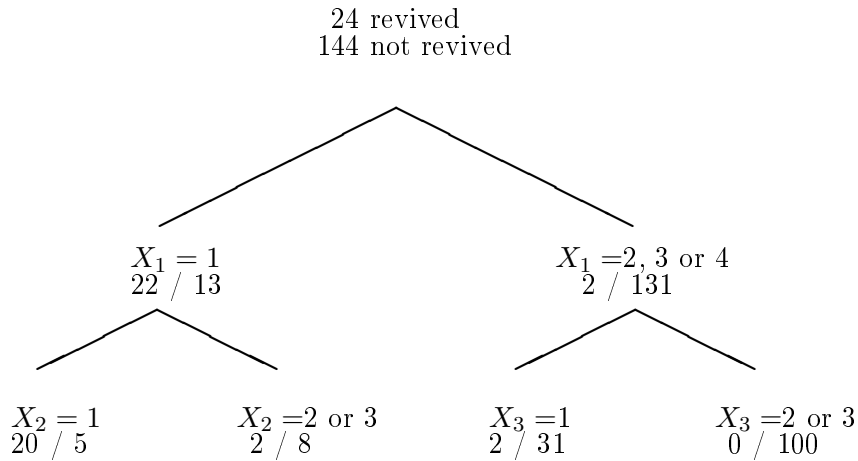 24 revived
144 not revived
X₁ = 1
22 / 13
X₁ =2, 3 or 4
2 / 131
X₂ = 1
20 / 5
X₂ =2 or 3
2 / 8
X₃ =1
2 / 31
X₃ =2 or 3
0 / 100